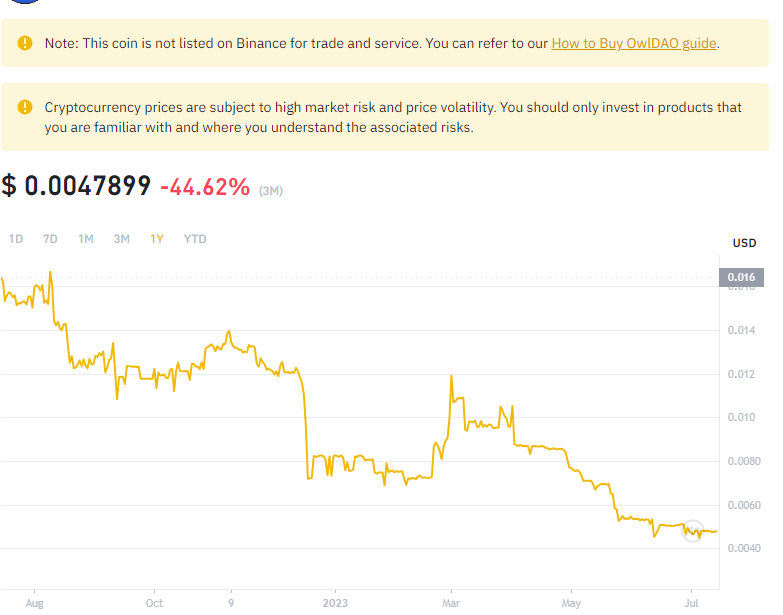 Note: This coin is not listed on Binance for trade and service. You can refer to our How to Buy OwlDAO guide.
Cryptocurrency prices are subject to high market risk and price volatility. You should only invest in products that
you are familiar with and where you understand the associated risks.
$ 0.0047899 -44.62% (3M)
1D 7D 1M 3M 1Y YTD
USD
0.016
0.014
0.012
0.010
0.0080
0.0060
0.0040
Aug Oct 9 2023 Mar May Jul